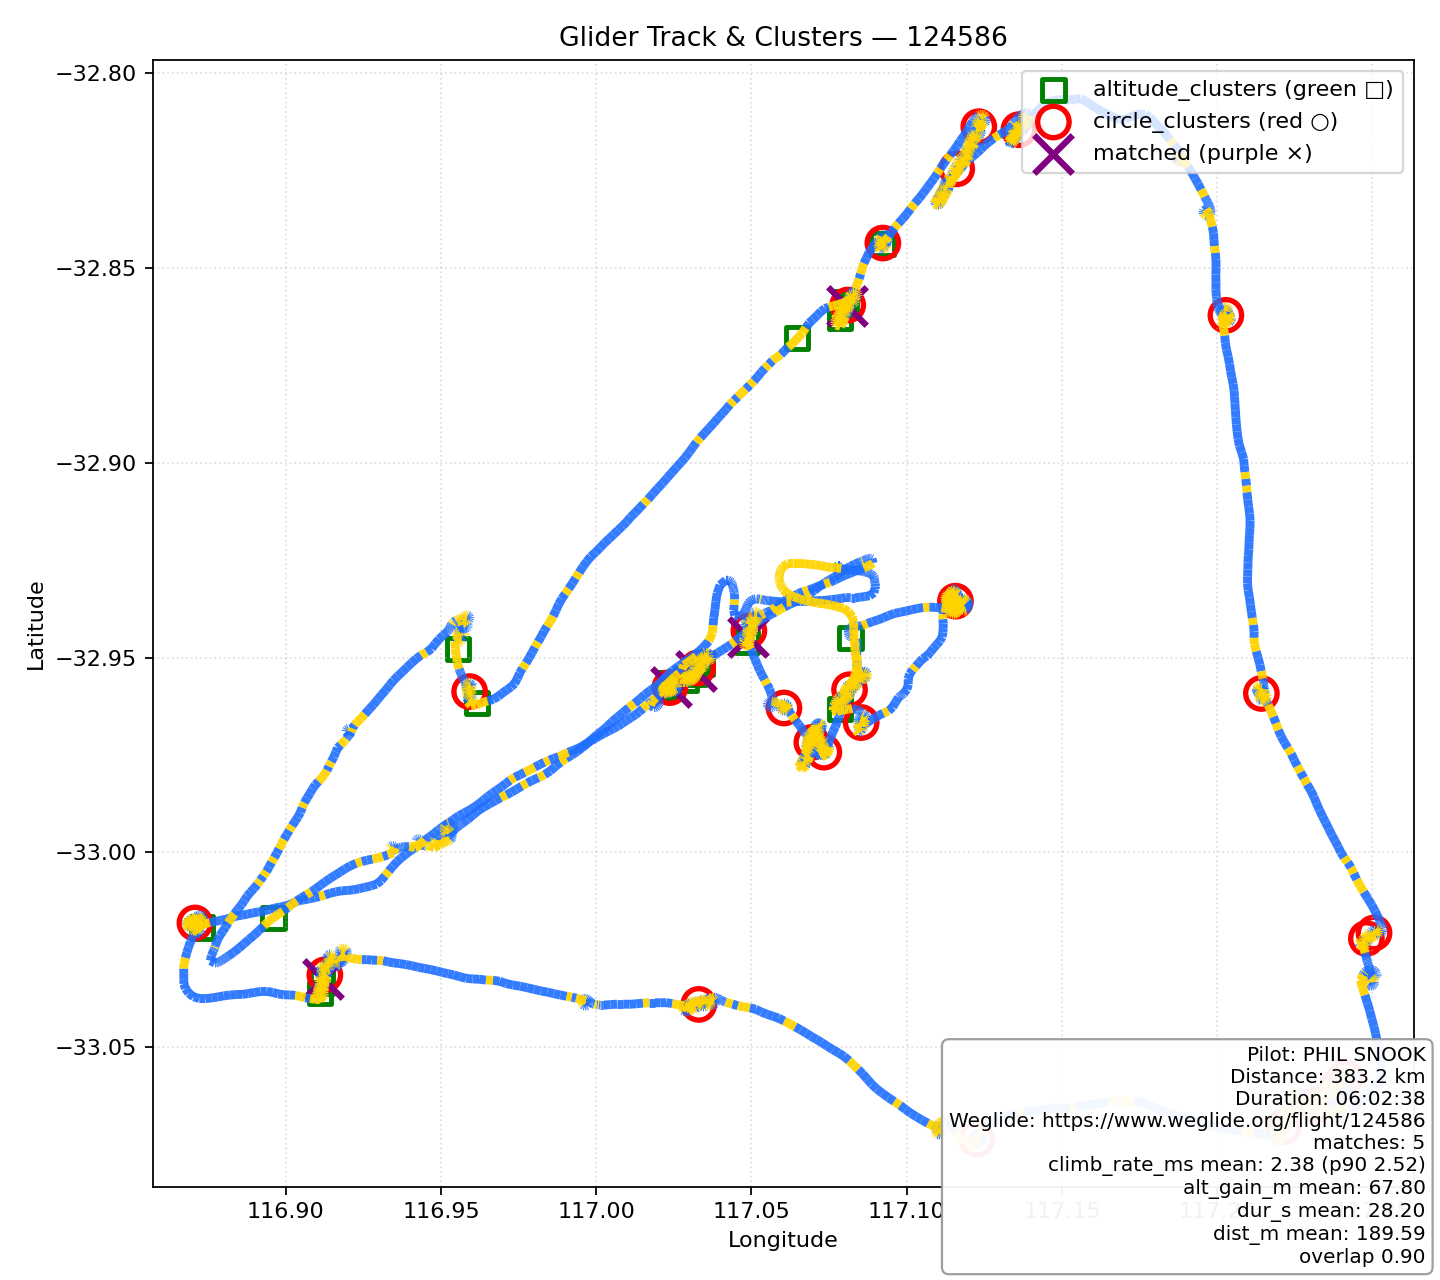 Glider Track & Clusters — 124586
altitude_clusters (green □)
circle_clusters (red ○)
matched (purple ×)
Latitude
−32.80
−32.85
−32.90
−32.95
−33.00
−33.05
116.90
116.95
117.00
117.05
117.10
117.15
117.2
Longitude
Pilot: PHIL SNOOK
Distance: 383.2 km
Duration: 06:02:38
Weglide: https://www.weglide.org/flight/124586
matches: 5
climb_rate_ms mean: 2.38 (p90 2.52)
alt_gain_m mean: 67.80
dur_s mean: 28.20
dist_m mean: 189.59
overlap 0.90